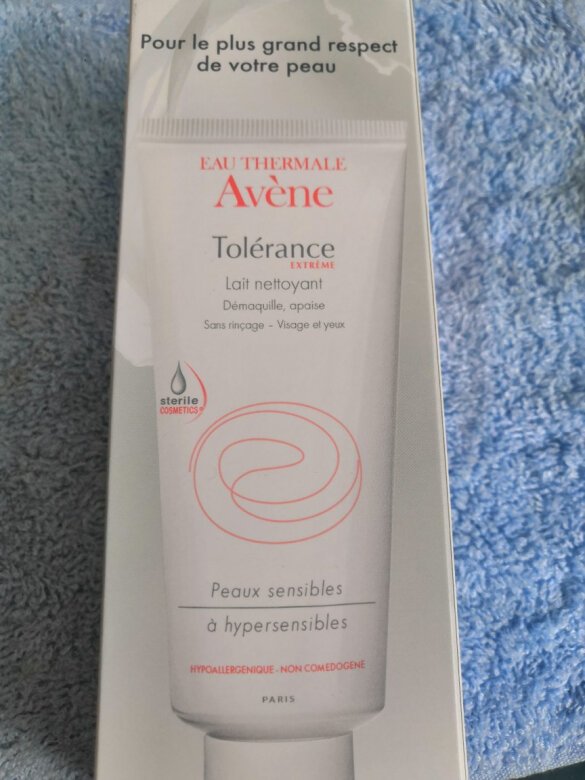 Pour le plus grand respect
de votre peau
EAU THERMALE
Avène
Tolérance
EXTRÊME
Lait nettoyant
Démaquille, apaise
Sans rinçage - Visage et yeux
sterile
COSMETICS®
Peaux sensibles
à hypersensibles
HYPOALLERGENIQUE - NON COMEDOGENE
PARIS